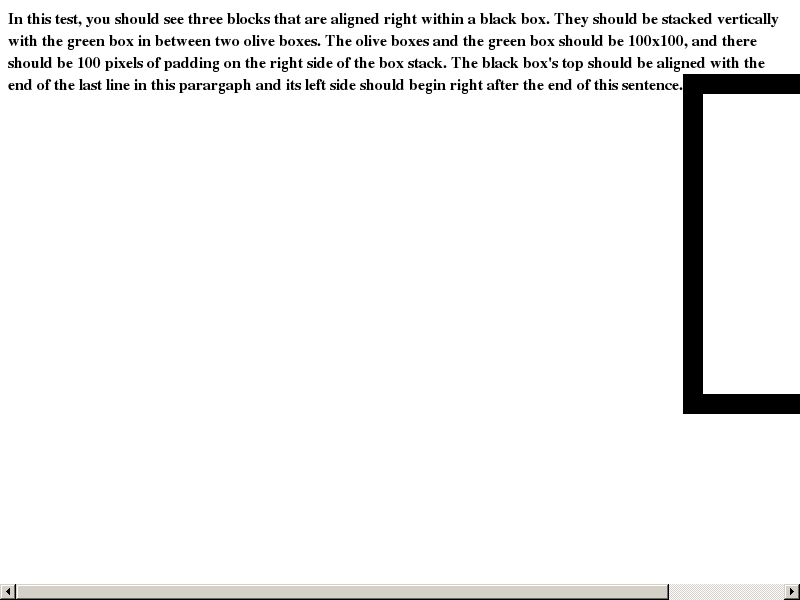 In this test, you should see three blocks that are aligned right within a black box. They should be stacked vertically
with the green box in between two olive boxes. The olive boxes and the green box should be 100x100, and there
should be 100 pixels of padding on the right side of the box stack. The black box's top should be aligned with the
end of the last line in this parargaph and its left side should begin right after the end of this sentence.